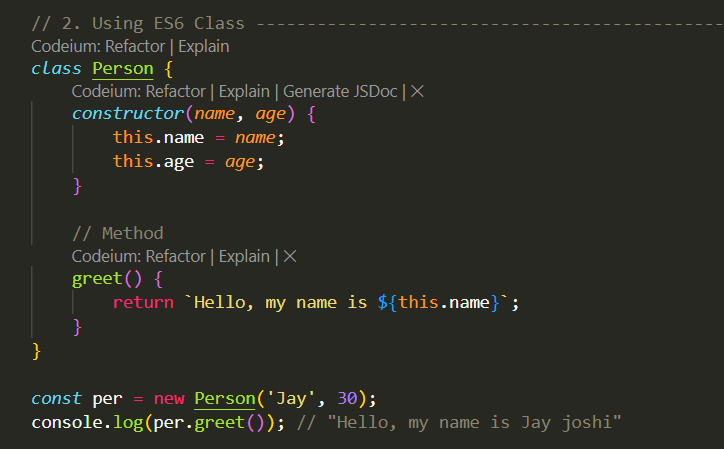 // 2. Using ES6 Class ----------------------------------------------
Codeium: Refactor | Explain
class Person {
Codeium: Refactor | Explain | Generate JSDoc | ×
constructor(name, age) {
this.name = name;
this.age = age;
}
// Method
Codeium: Refactor | Explain | ×
greet() {
return `Hello, my name is ${this.name}`;
}
}
const per = new Person('Jay', 30);
console.log(per.greet()); // "Hello, my name is Jay joshi"